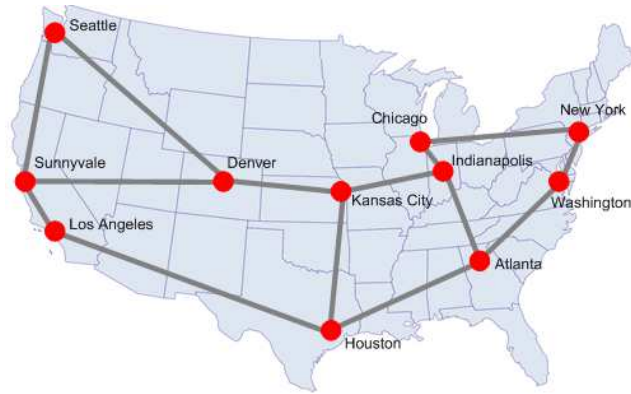 Seattle
New York
Chicago
Sunnyvale
Denver
Indianapolis
Kansas City
Washington
Los Angeles
Atlanta
Houston